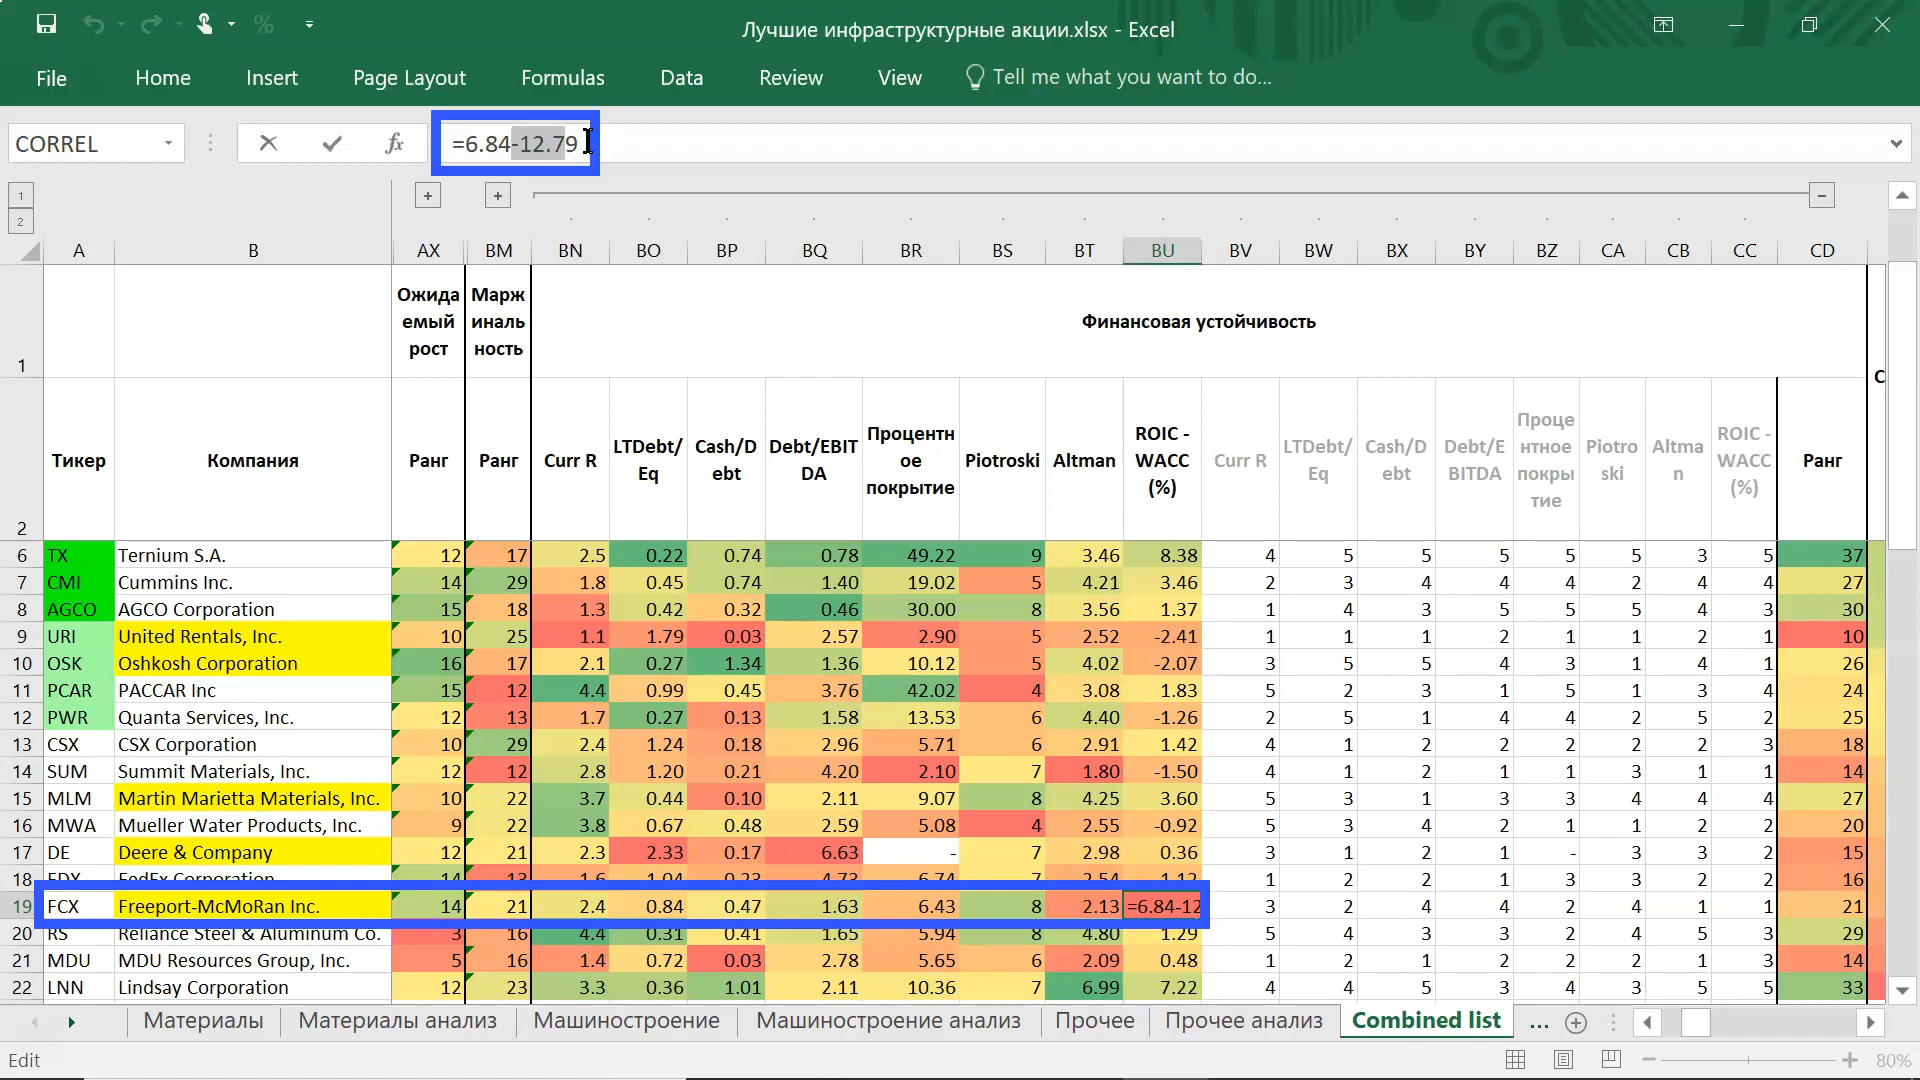 Лучшие инфраструктурные акции.xlsx - Excel
File Home Insert Page Layout Formulas Data Review View Tell me what you want to do...
CORREL fx =6.84-12.79
1
2
A B AX BM BN BO BP BQ BR BS BT BU BV BW BX BY BZ CA CB CC CD
1 Ожида Марж Финансовая устойчивость
емый иналь
рост ность
С
2 Тикер Компания Ранг Ранг Curr R LTDebt/ Cash/D Debt/EBIT Процентн Piotroski Altman ROIC - Curr R LTDebt/ Cash/D Debt/E Проце Piotro Altma ROIC - Ранг
Eq ebt DA ое WACC Eq ebt BITDA нтное ski n WACC
покрытие (%) покры (%)
тие
6 TX Ternium S.A. 12 17 2.5 0.22 0.74 0.78 49.22 9 3.46 8.38 4 5 5 5 5 5 3 5 37
7 CMI Cummins Inc. 14 29 1.8 0.45 0.74 1.40 19.02 5 4.21 3.46 2 3 4 4 4 2 4 4 27
8 AGCO AGCO Corporation 15 18 1.3 0.42 0.32 0.46 30.00 8 3.56 1.37 1 4 3 5 5 5 4 3 30
9 URI United Rentals, Inc. 10 25 1.1 1.79 0.03 2.57 2.90 5 2.52 -2.41 1 1 1 2 1 1 2 1 10
10 OSK Oshkosh Corporation 16 17 2.1 0.27 1.34 1.36 10.12 5 4.02 -2.07 3 5 5 4 3 1 4 1 26
11 PCAR PACCAR Inc 15 12 4.4 0.99 0.45 3.76 42.02 4 3.08 1.83 5 2 3 1 5 1 3 4 24
12 PWR Quanta Services, Inc. 12 13 1.7 0.27 0.13 1.58 13.53 6 4.40 -1.26 2 5 1 4 4 2 5 2 25
13 CSX CSX Corporation 10 29 2.4 1.24 0.18 2.96 5.71 6 2.91 1.42 4 1 2 2 2 2 2 3 18
14 SUM Summit Materials, Inc. 12 12 2.8 1.20 0.21 4.20 2.10 7 1.80 -1.50 4 1 2 1 1 3 1 1 14
15 MLM Martin Marietta Materials, Inc. 10 22 3.7 0.44 0.10 2.11 9.07 8 4.25 3.60 5 3 1 3 3 4 4 4 27
16 MWA Mueller Water Products, Inc. 9 22 3.8 0.67 0.48 2.59 5.08 4 2.55 -0.92 5 3 4 2 1 1 2 2 20
17 DE Deere & Company 12 21 2.3 2.33 0.17 6.63 - 7 2.98 0.36 3 1 2 1 - 3 3 2 15
18 FDX FedEx Corporation 14 13 1.6 1.04 0.23 4.73 6.74 7 2.54 1.12 1 2 2 1 3 3 2 2 16
19 FCX Freeport-McMoRan Inc. 14 21 2.4 0.84 0.47 1.63 6.43 8 2.13 =6.84-12 3 2 4 4 2 4 1 1 21
20 RS Reliance Steel & Aluminum Co. 3 16 4.4 0.31 0.41 1.65 5.94 8 4.80 1.29 5 4 3 3 2 4 5 3 29
21 MDU MDU Resources Group, Inc. 5 16 1.4 0.72 0.03 2.78 5.65 6 2.09 0.48 1 2 1 2 2 2 1 3 14
22 LNN Lindsay Corporation 12 23 3.3 0.36 1.01 2.11 10.36 7 6.99 7.22 4 4 5 3 4 3 5 5 33
Материалы Материалы анализ Машиностроение Машиностроение анализ Прочее Прочее анализ Combined list ...
Edit 80%